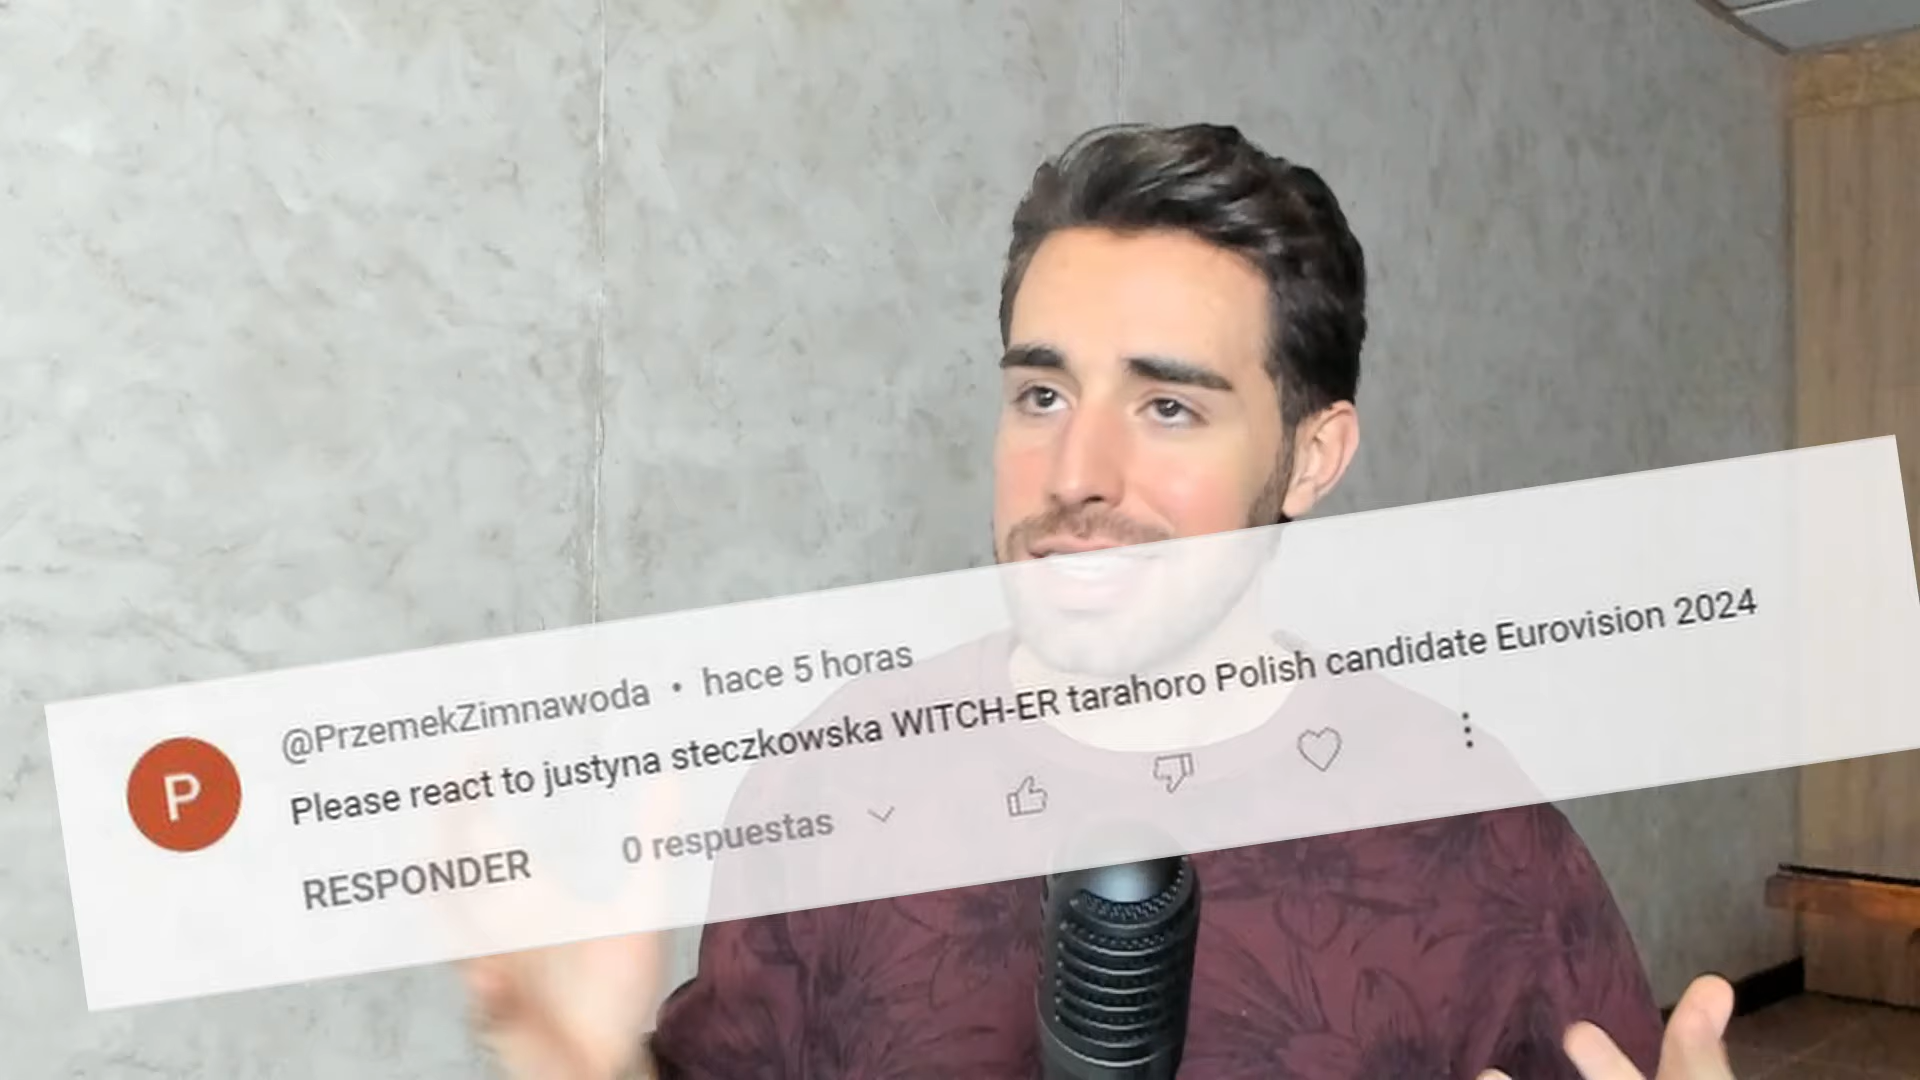 @PrzemekZimnawoda • hace 5 horas
P
Please react to justyna steczkowska WITCH-ER tarahoro Polish candidate Eurovision 2024
RESPONDER 0 respuestas